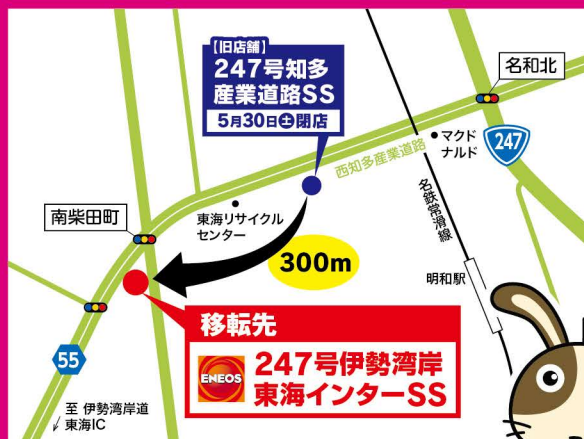 【旧店舗】
247号知多
産業道路SS
5月30日㊏閉店
名和北
247
マクド
ナルド
西知多産業道路
名鉄常滑線
南柴田町
東海リサイクル
センター
300m
明和駅
移転先
ENEOS
247号伊勢湾岸
東海インターSS
55
至 伊勢湾岸道
東海IC